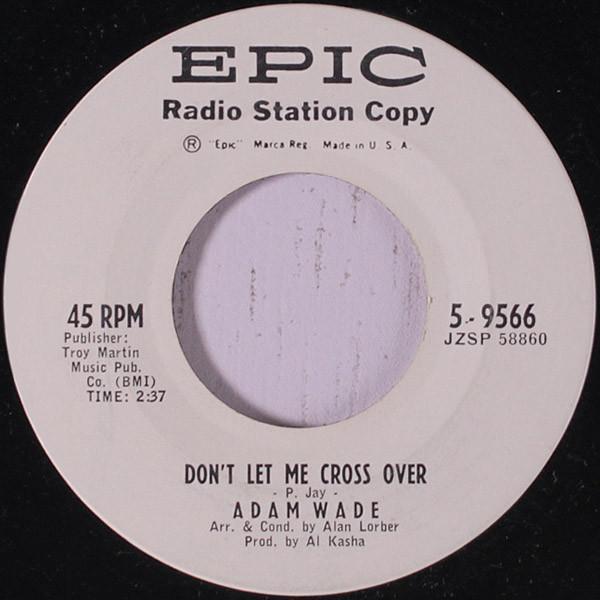 EPIC
Radio Station Copy
Ⓡ "Epic" Marca Reg. Made in U. S. A.
45 RPM
Publisher:
Troy Martin
Music Pub.
Co. (BMI)
TIME: 2:37
5-9566
JZSP 58860
DON'T LET ME CROSS OVER
- P. Jay -
ADAM WADE
Arr. & Cond. by Alan Lorber
Prod. by Al Kasha